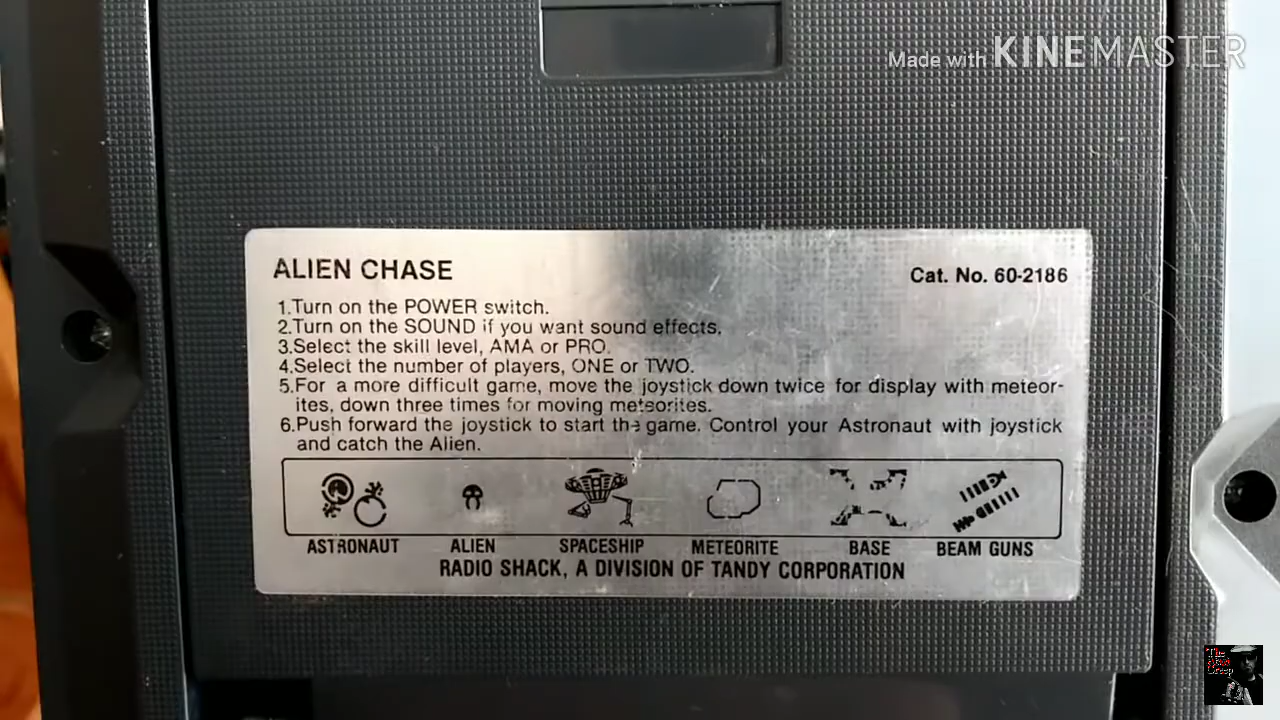 Made with KINEMASTER
ALIEN CHASE
Cat. No. 60-2186
1.Turn on the POWER switch.
2.Turn on the SOUND if you want sound effects.
3.Select the skill level, AMA or PRO.
4.Select the number of players, ONE or TWO.
5.For a more difficult game, move the joystick down twice for display with meteor-
ites, down three times for moving meteorites.
6.Push forward the joystick to start the game. Control your Astronaut with joystick
and catch the Alien.
ASTRONAUT ALIEN SPACESHIP METEORITE BASE BEAM GUNS
RADIO SHACK, A DIVISION OF TANDY CORPORATION
The
Creep